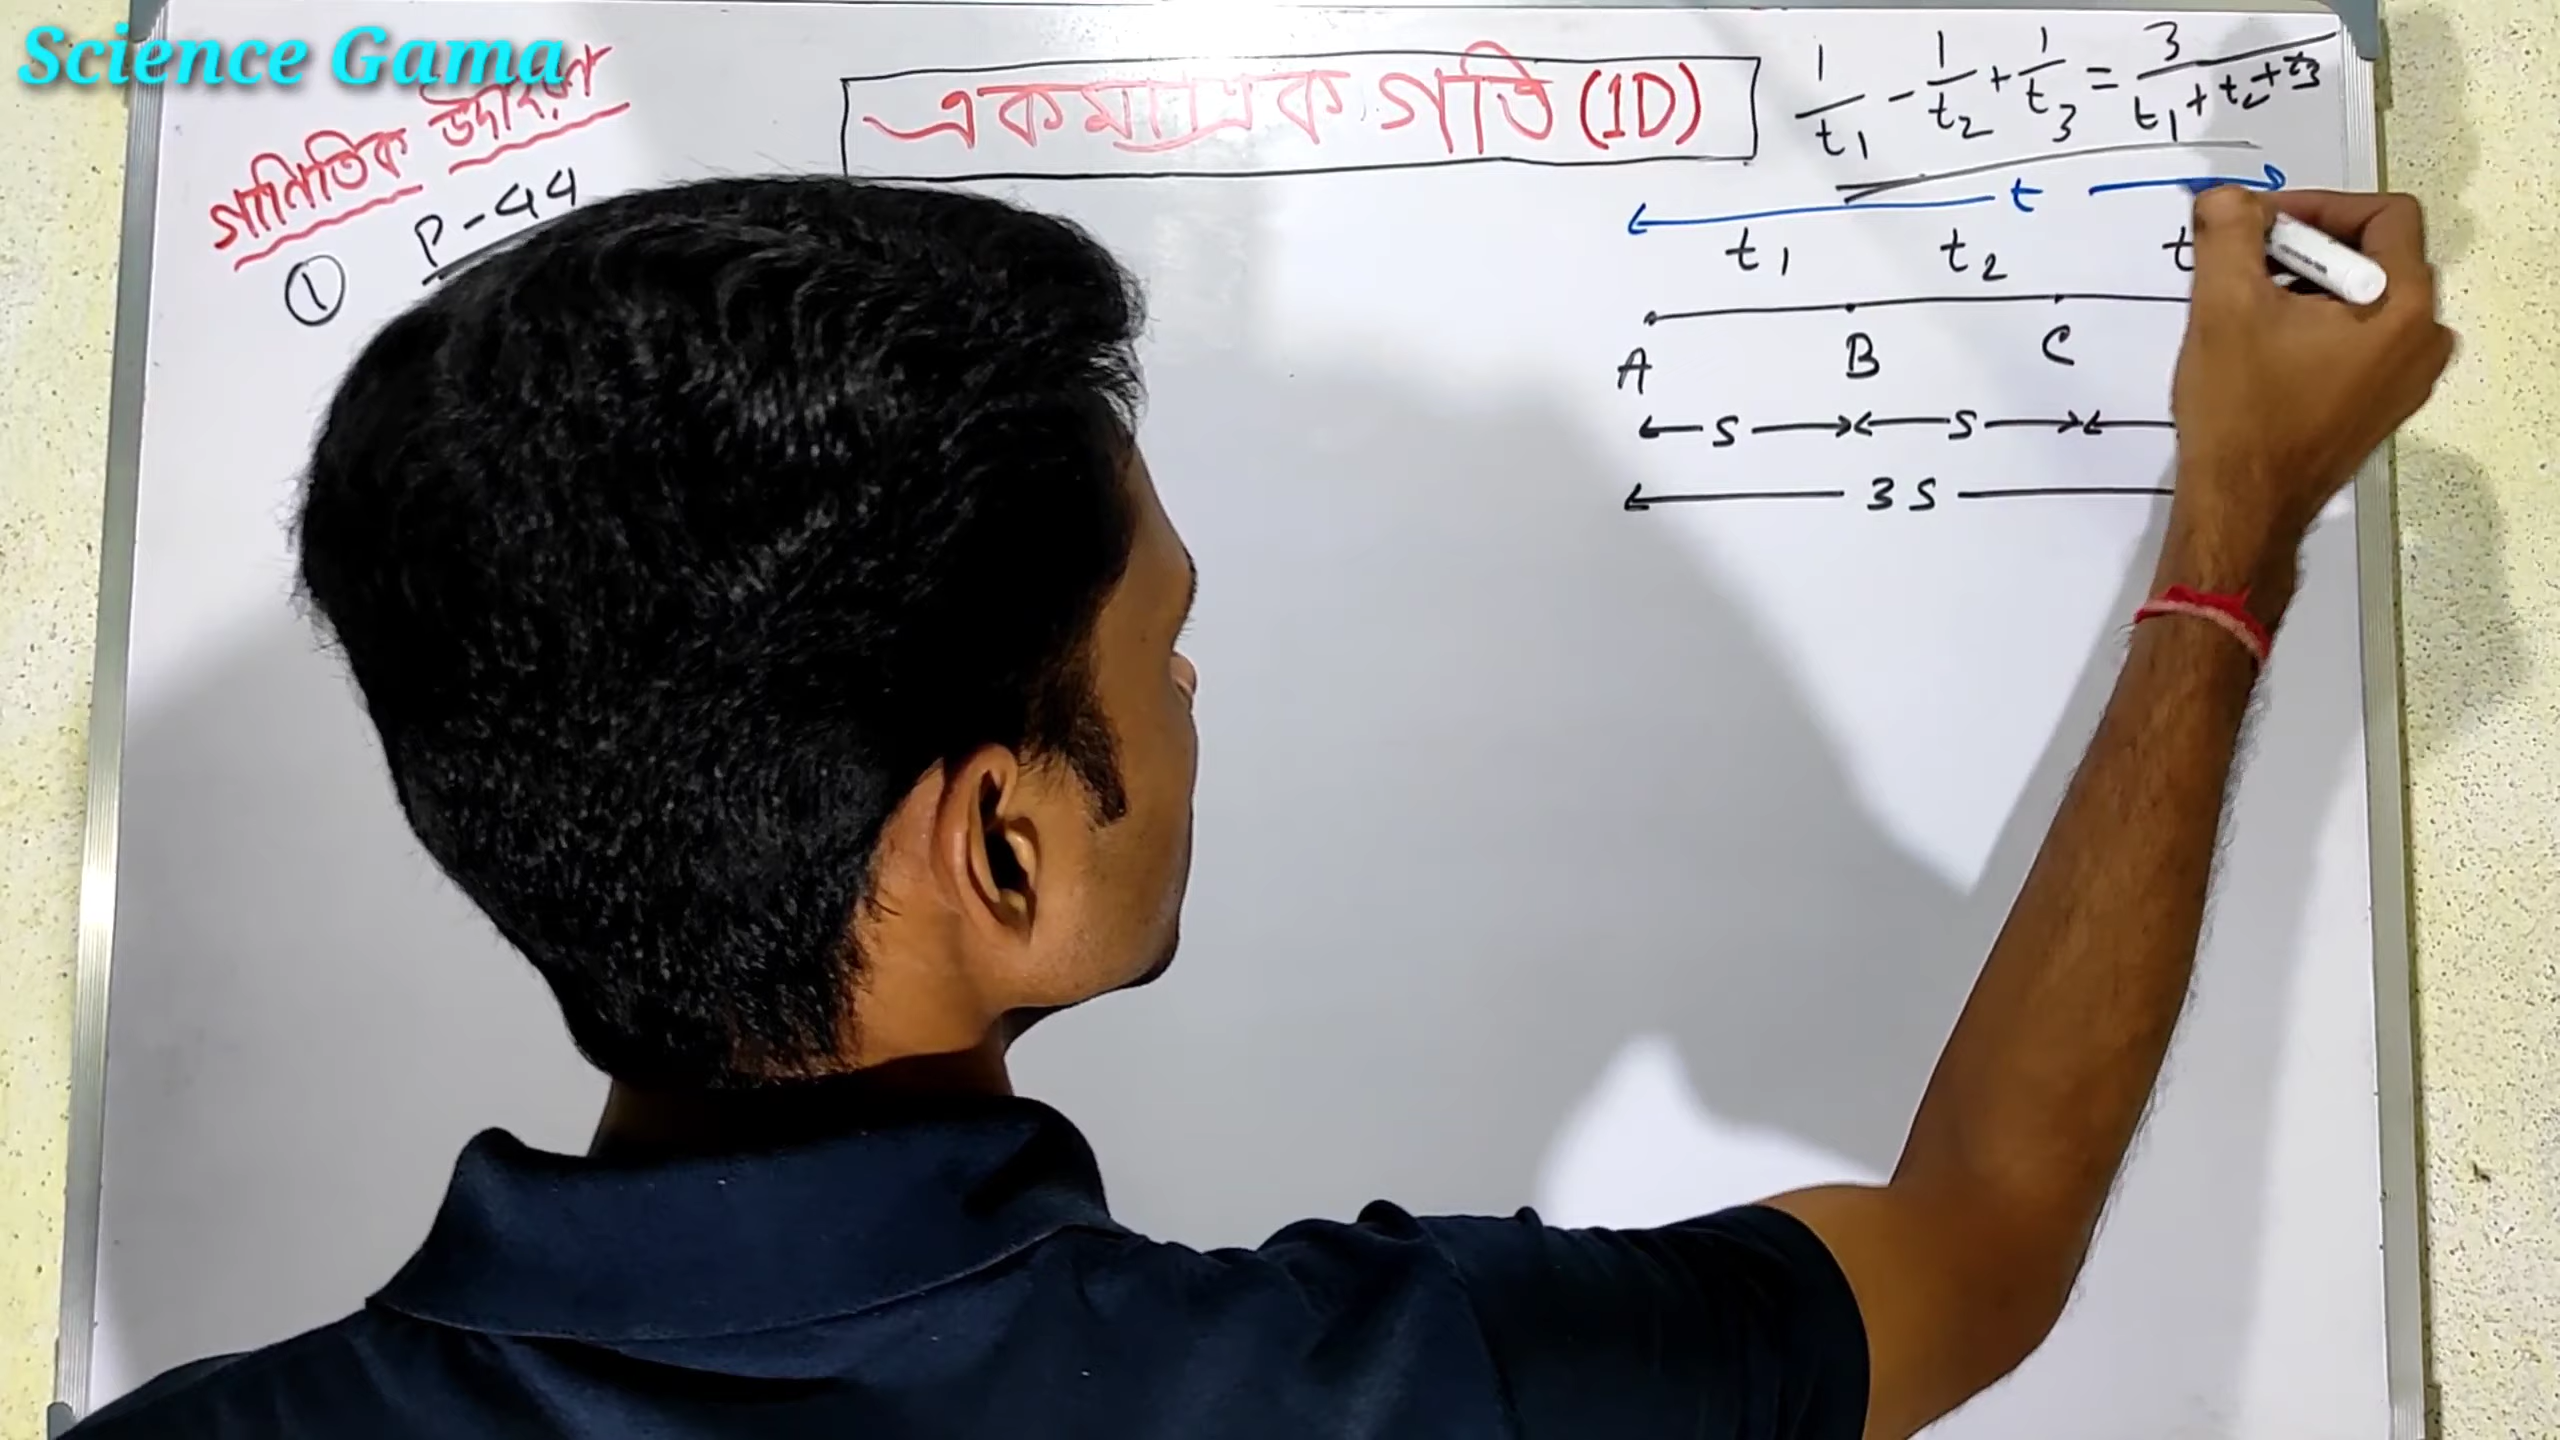 Science Gama
গানিতিক উদাহরণ
P-44
①
একমাত্রিক গতি (1D)
1/t₁ - 1/t₂ + 1/t₃ = 3/(t₁+t₂+t₃)
t
t₁ t₂ t
A B C
S S
3S